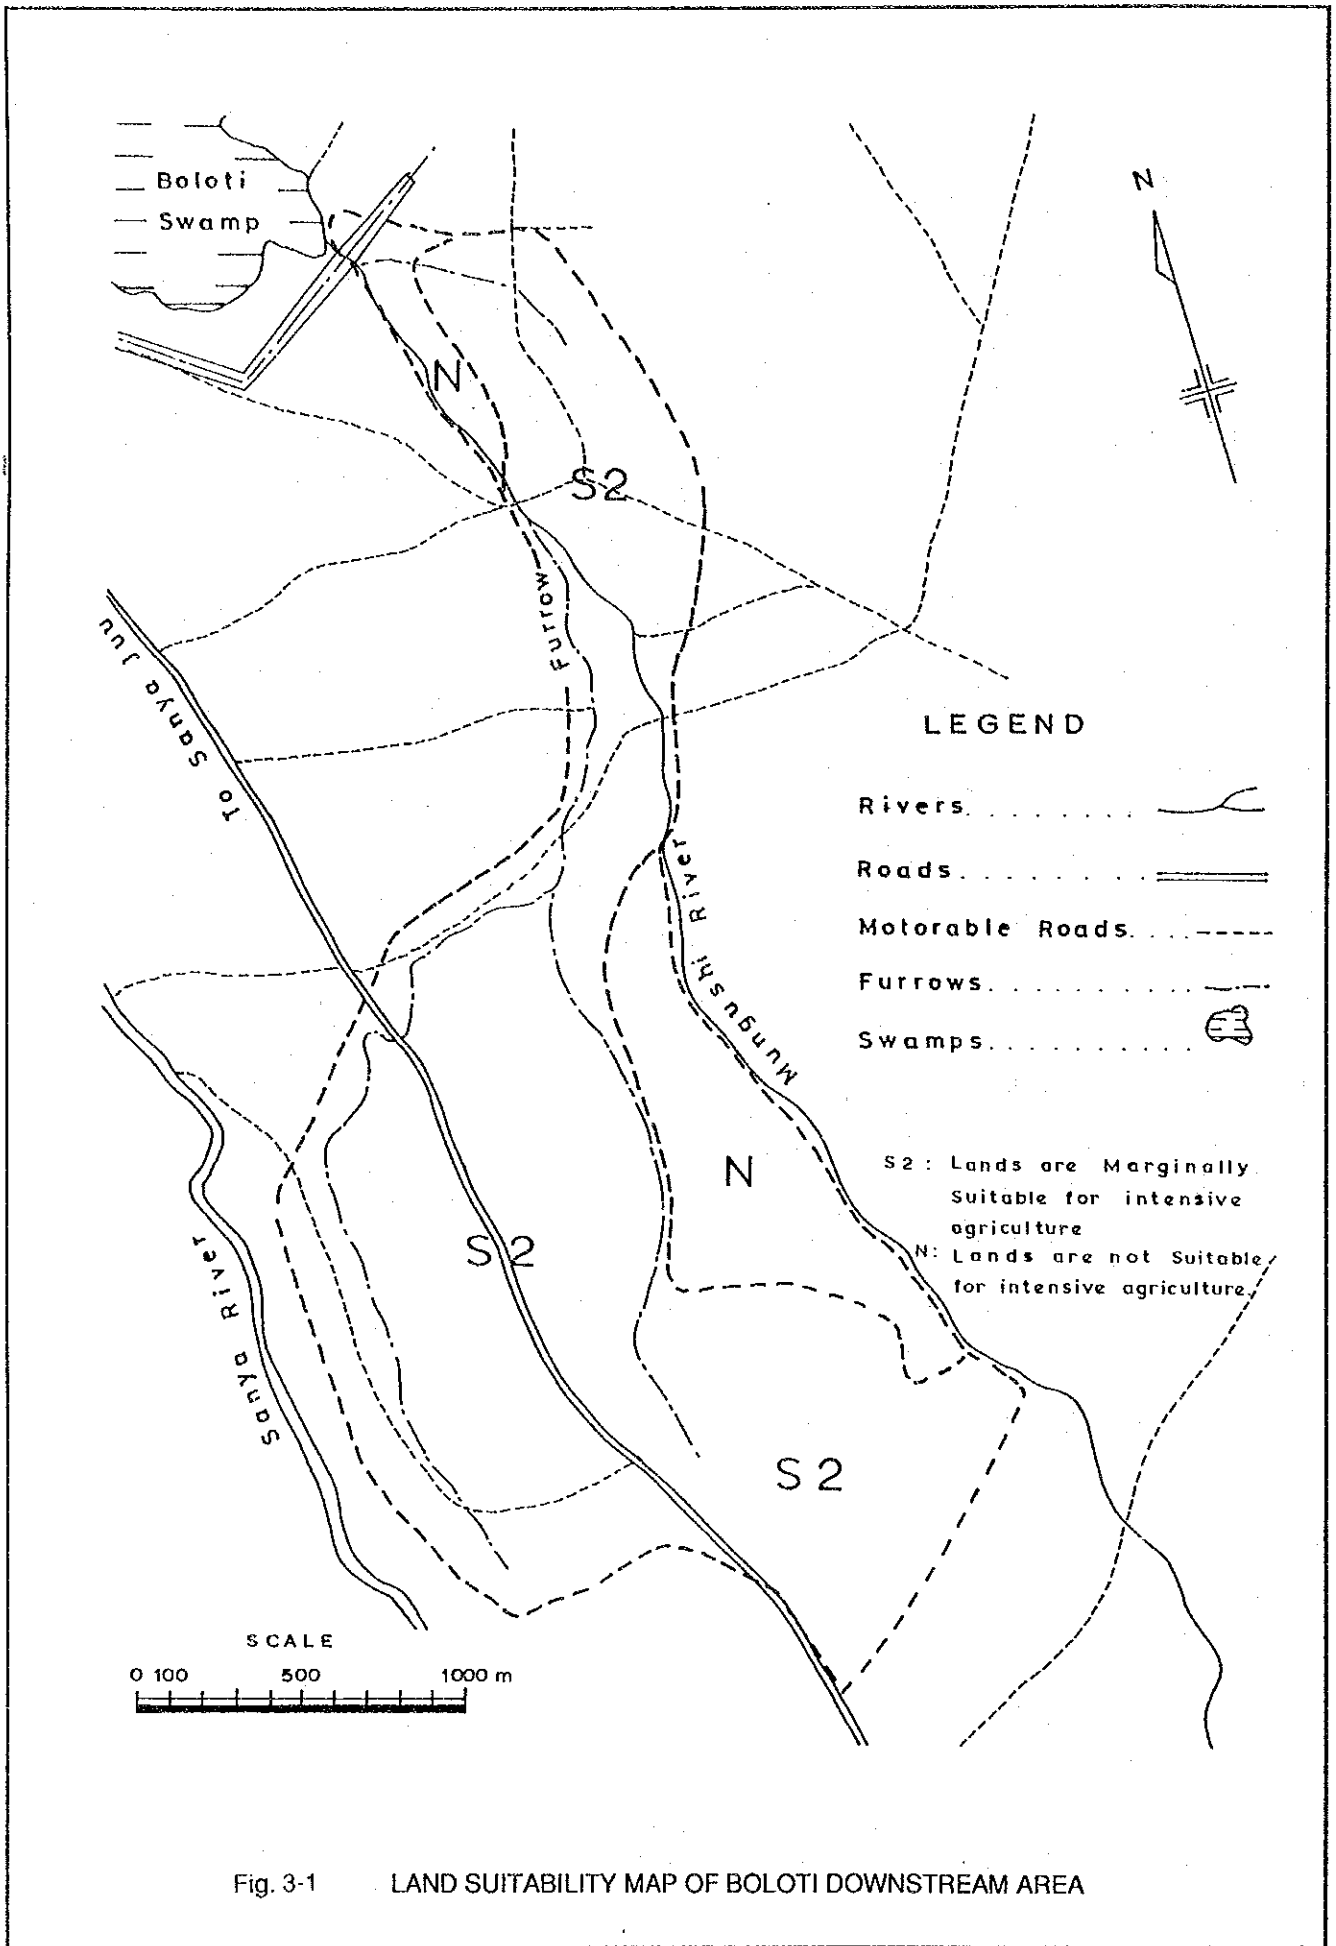 Boloti
Swamp
N
N
S2
Furrow
To Sanya Juu
LEGEND
Rivers. . . . . . . . .
Roads. . . . . . . . .
Mungushi River
Motorable Roads. . . .
Furrows. . . . . . . . . .
Swamps. . . . . . . . . . .
N
S2 : Lands are Marginally
Suitable for intensive
agriculture
N: Lands are not Suitable
for intensive agriculture.
S2
Sanya River
S2
SCALE
0 100 500 1000 m
Fig. 3-1 LAND SUITABILITY MAP OF BOLOTI DOWNSTREAM AREA